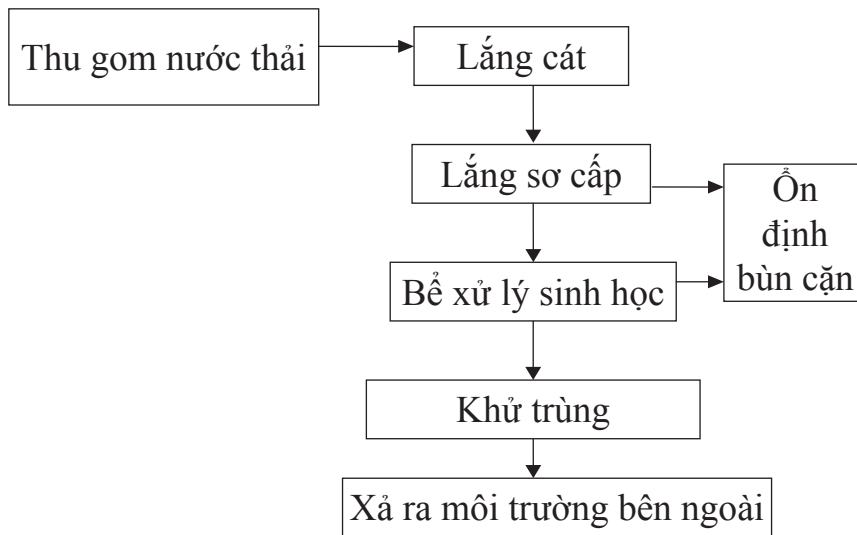 Thu gom nước thải
Lắng cát
Lắng sơ cấp
Ổn
định
bùn cặn
Bể xử lý sinh học
Khử trùng
Xả ra môi trường bên ngoài